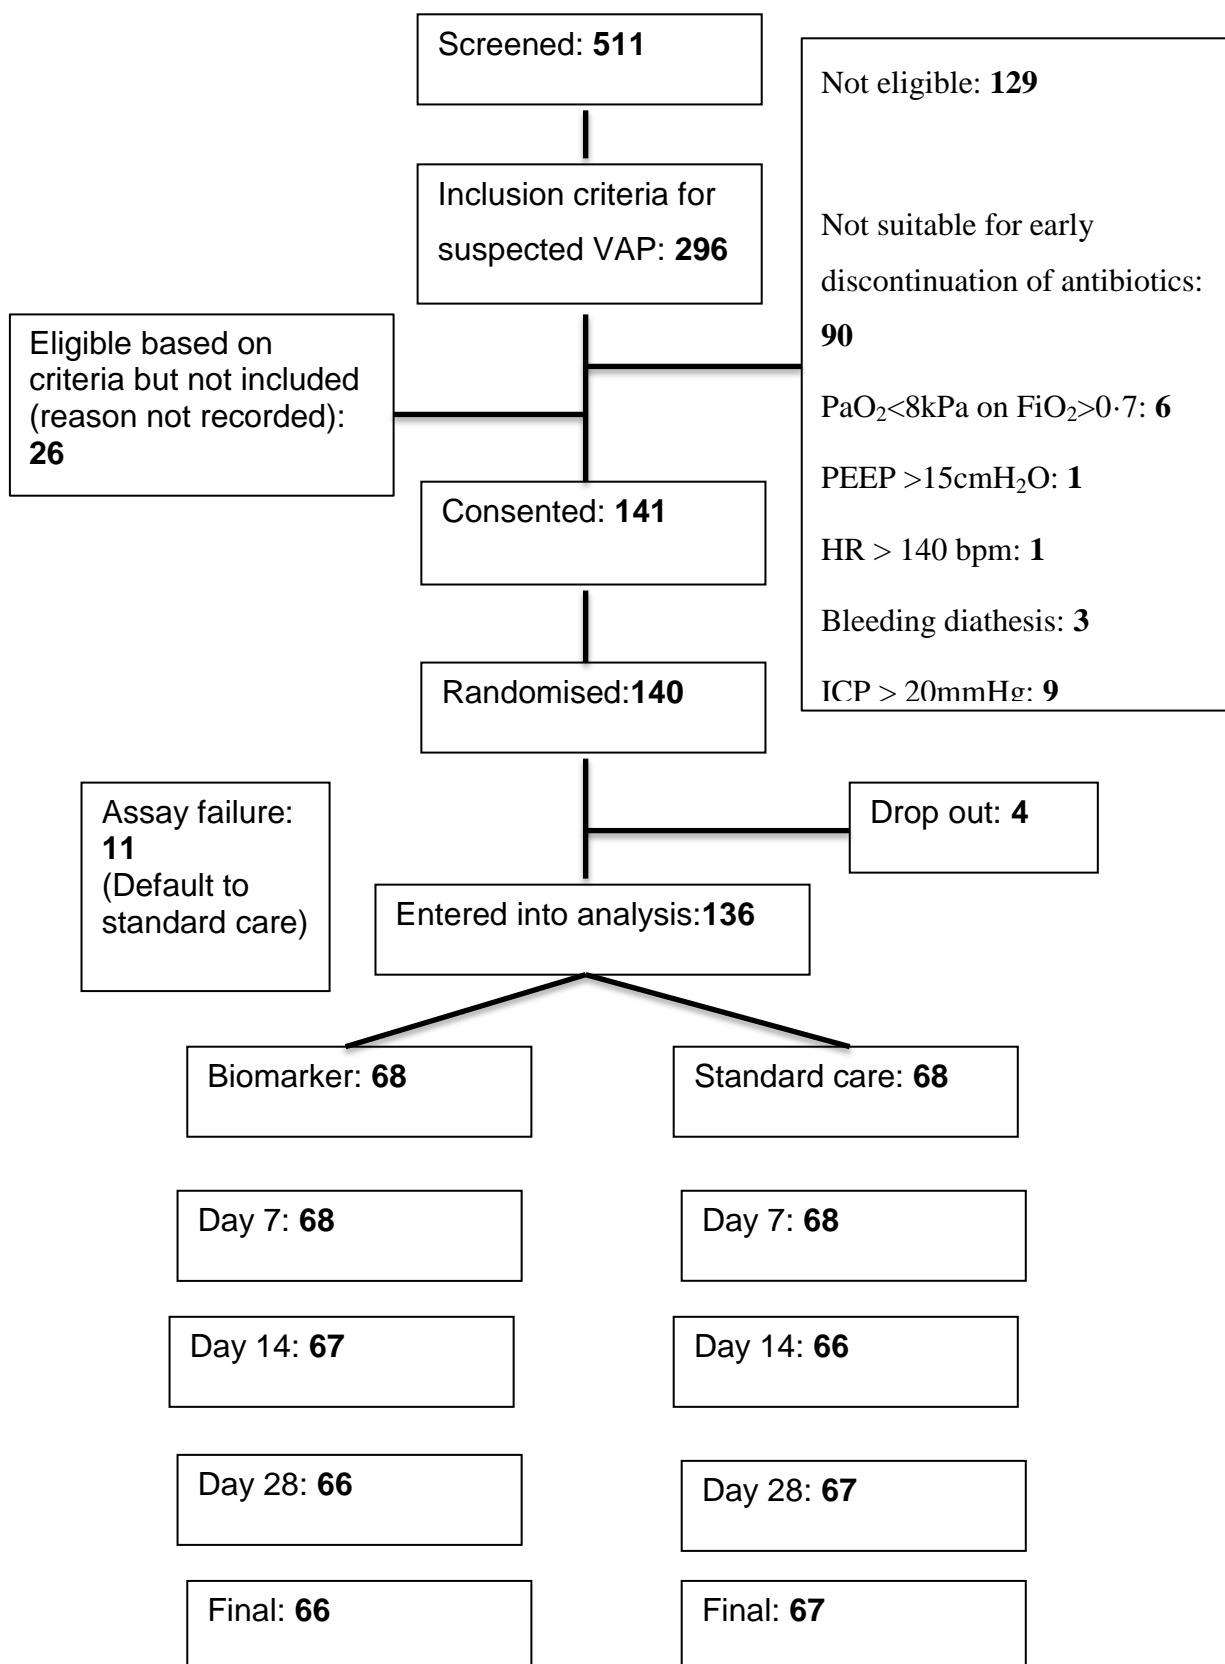 Screened: 511
Not eligible: 129
Inclusion criteria for
suspected VAP: 296
Not suitable for early
discontinuation of antibiotics:
90
PaO₂<8kPa on FiO₂>0·7: 6
PEEP >15cmH₂O: 1
HR > 140 bpm: 1
Bleeding diathesis: 3
ICP > 20mmHg: 9
Eligible based on
criteria but not included
(reason not recorded):
26
Consented: 141
Randomised:140
Assay failure:
11
(Default to
standard care)
Drop out: 4
Entered into analysis:136
Biomarker: 68
Standard care: 68
Day 7: 68
Day 7: 68
Day 14: 67
Day 14: 66
Day 28: 66
Day 28: 67
Final: 66
Final: 67